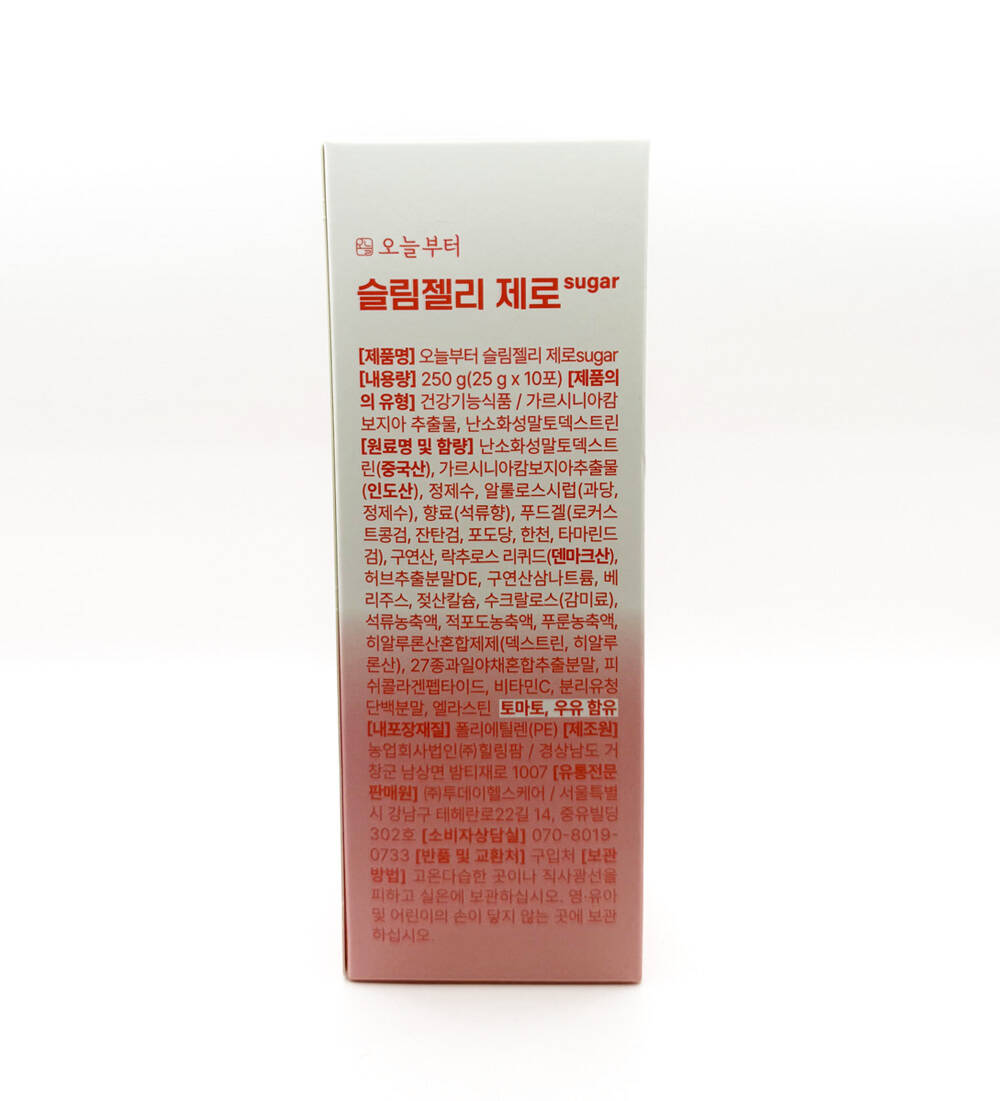 오늘 오늘부터
슬림젤리 제로sugar
[제품명] 오늘부터 슬림젤리 제로sugar
[내용량] 250 g(25 g x 10포) [제품의
의 유형] 건강기능식품 / 가르시니아캄
보지아 추출물, 난소화성말토덱스트린
[원료명 및 함량] 난소화성말토덱스트
린(중국산), 가르시니아캄보지아추출물
(인도산), 정제수, 알룰로스시럽(과당,
정제수), 향료(석류향), 푸드겔(로커스
트콩검, 잔탄검, 포도당, 한천, 타마린드
검), 구연산, 락추로스 리퀴드(덴마크산),
허브추출분말DE, 구연산삼나트륨, 베
리주스, 젖산칼슘, 수크랄로스(감미료),
석류농축액, 적포도농축액, 푸룬농축액,
히알루론산혼합제제(덱스트린, 히알루
론산), 27종과일야채혼합추출분말, 피
쉬콜라겐펩타이드, 비타민C, 분리유청
단백분말, 엘라스틴 토마토, 우유 함유
[내포장재질] 폴리에틸렌(PE) [제조원]
농업회사법인㈜힐링팜 / 경상남도 거
창군 남상면 밤티재로 1007 [유통전문
판매원] ㈜투데이헬스케어 / 서울특별
시 강남구 테헤란로22길 14, 중유빌딩
302호 [소비자상담실] 070-8019-
0733 [반품 및 교환처] 구입처 [보관
방법] 고온다습한 곳이나 직사광선을
피하고 실온에 보관하십시오. 영·유아
및 어린이의 손이 닿지 않는 곳에 보관
하십시오.